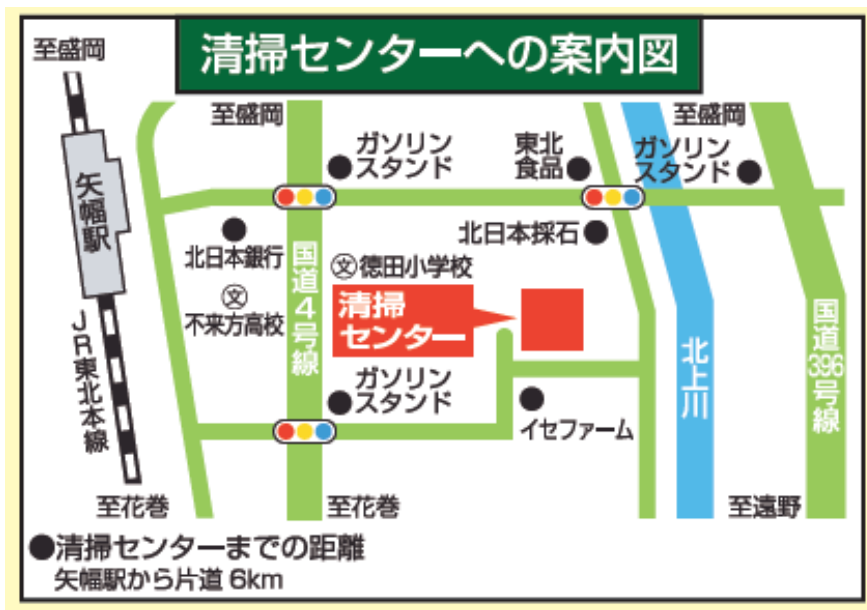 清掃センターへの案内図
至盛岡
至盛岡
至盛岡
ガソリン
スタンド
東北
食品
ガソリン
スタンド
矢幅駅
北日本銀行
国道4号線
文徳田小学校
北日本採石
文
不来方高校
清掃
センター
JR東北本線
北上川
国道396号線
ガソリン
スタンド
イセファーム
至花巻
至花巻
至遠野
●清掃センターまでの距離
矢幅駅から片道6km